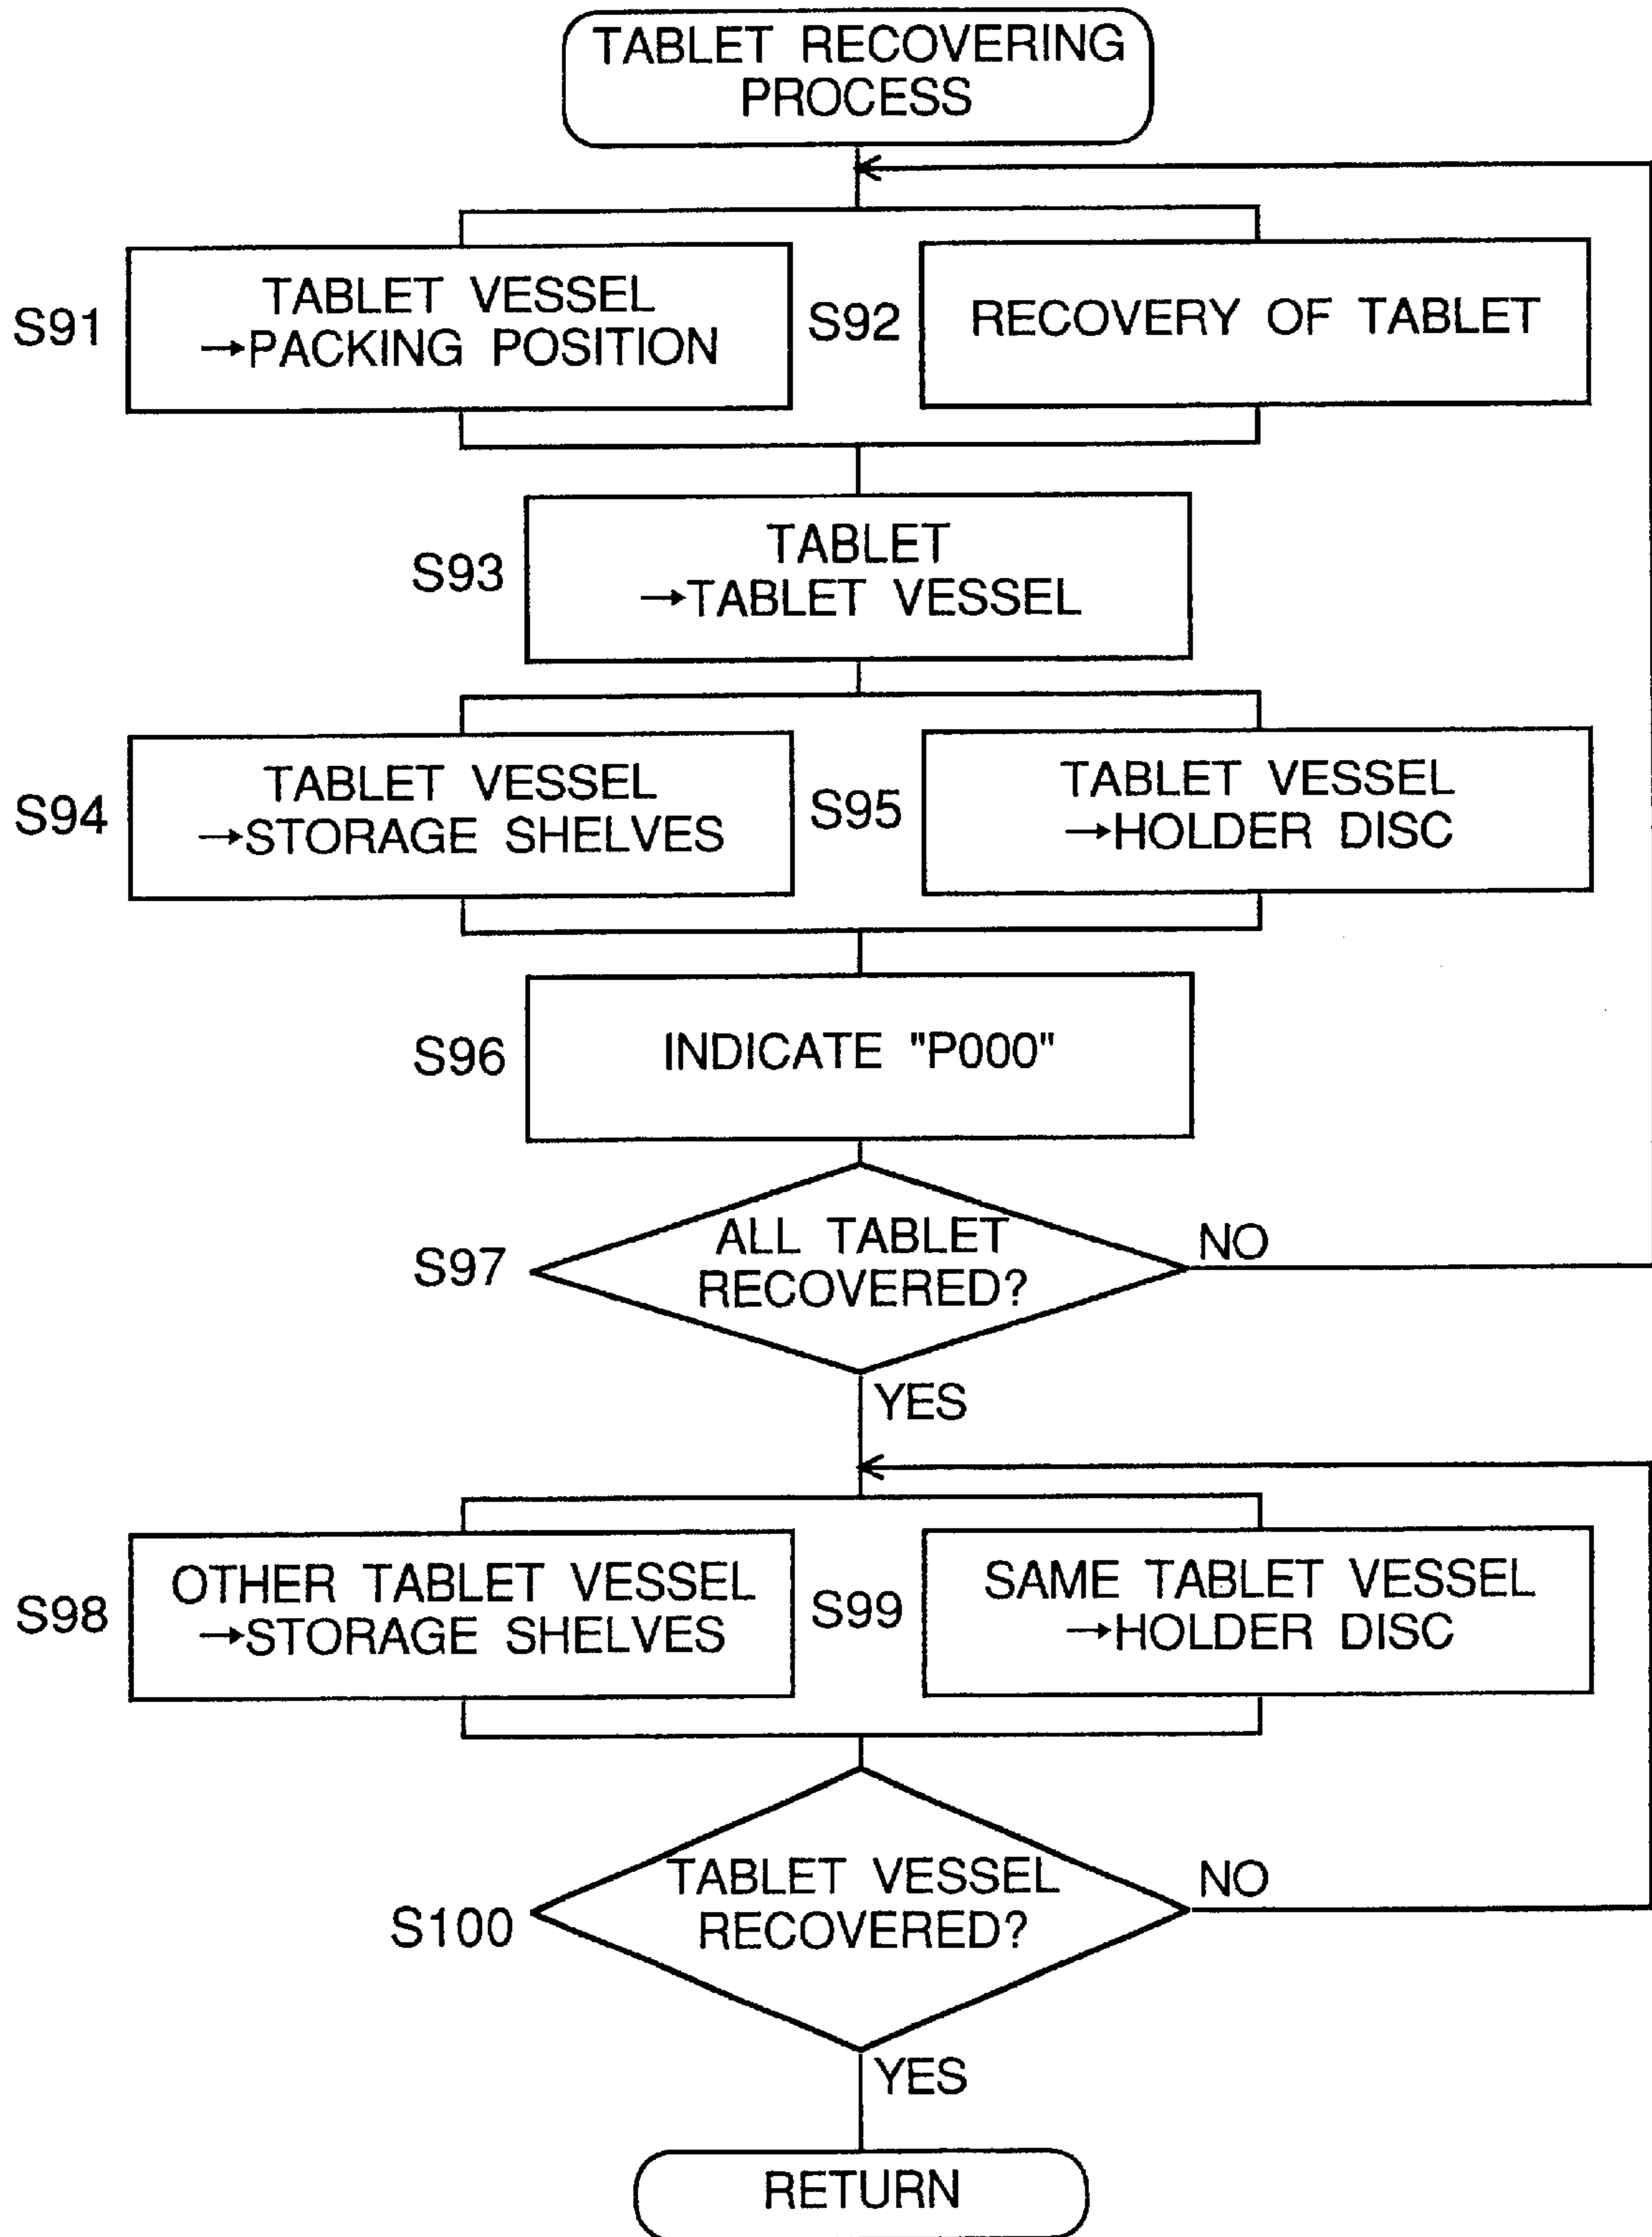 TABLET RECOVERING
PROCESS
S91
TABLET VESSEL
→PACKING POSITION
S92
RECOVERY OF TABLET
S93
TABLET
→TABLET VESSEL
S94
TABLET VESSEL
→STORAGE SHELVES
S95
TABLET VESSEL
→HOLDER DISC
S96
INDICATE "P000"
S97
ALL TABLET
RECOVERED?
NO
YES
S98
OTHER TABLET VESSEL
→STORAGE SHELVES
S99
SAME TABLET VESSEL
→HOLDER DISC
S100
TABLET VESSEL
RECOVERED?
NO
YES
RETURN